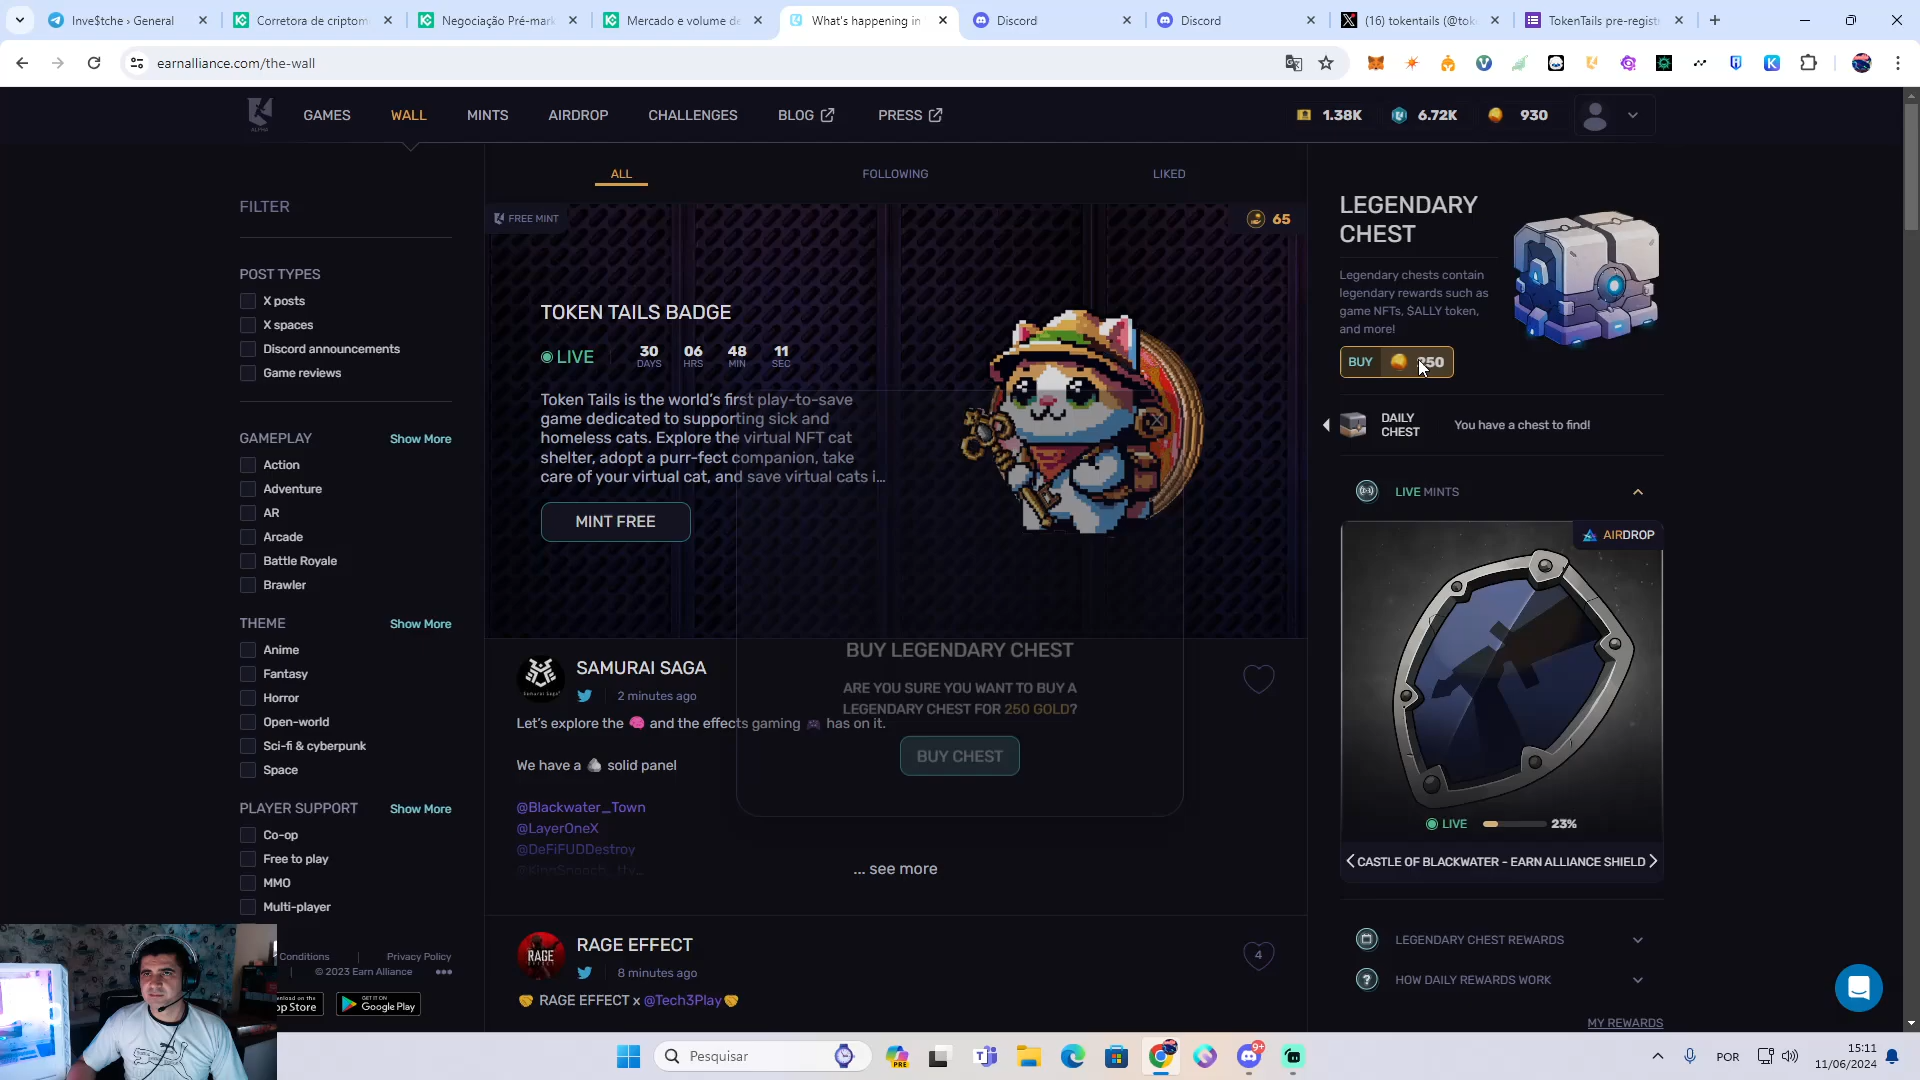 Inve$tche › General
Corretora de criptom
Negociação Pré-mark
Mercado e volume de
What's happening in
Discord
Discord
(16) tokentails (@tok
TokenTails pre-registr
earnalliance.com/the-wall
GAMES
WALL
MINTS
AIRDROP
CHALLENGES
BLOG
PRESS
1.38K
6.72K
930
ALPHA
ALL
FOLLOWING
LIKED
FILTER
POST TYPES
X posts
X spaces
Discord announcements
Game reviews
GAMEPLAY
Show More
Action
Adventure
AR
Arcade
Battle Royale
Brawler
THEME
Show More
Anime
Fantasy
Horror
Open-world
Sci-fi & cyberpunk
Space
PLAYER SUPPORT
Show More
Co-op
Free to play
MMO
Multi-player
Conditions
Privacy Policy
© 2023 Earn Alliance
App Store
GET IT ON
Google Play
FREE MINT
65
TOKEN TAILS BADGE
LIVE
30 06 48 11
DAYS HRS MIN SEC
Token Tails is the world's first play-to-save
game dedicated to supporting sick and
homeless cats. Explore the virtual NFT cat
shelter, adopt a purr-fect companion, take
care of your virtual cat, and save virtual cats i...
MINT FREE
BUY LEGENDARY CHEST
ARE YOU SURE YOU WANT TO BUY A
LEGENDARY CHEST FOR 250 GOLD?
BUY CHEST
SAMURAI SAGA
2 minutes ago
Let's explore the 🧠 and the effects gaming 🎮 has on it.
We have a 🪨 solid panel
@Blackwater_Town
@LayerOneX
@DeFiFUDDestroy
... see more
RAGE
RAGE EFFECT
8 minutes ago
4
🤜 RAGE EFFECT x @Tech3Play🤛
LEGENDARY
CHEST
Legendary chests contain
legendary rewards such as
game NFTs, $ALLY token,
and more!
BUY
250
DAILY
CHEST
You have a chest to find!
LIVE MINTS
AIRDROP
LIVE
23%
CASTLE OF BLACKWATER - EARN ALLIANCE SHIELD
LEGENDARY CHEST REWARDS
HOW DAILY REWARDS WORK
MY REWARDS
Pesquisar
PRE
9+
POR
15:11
11/06/2024